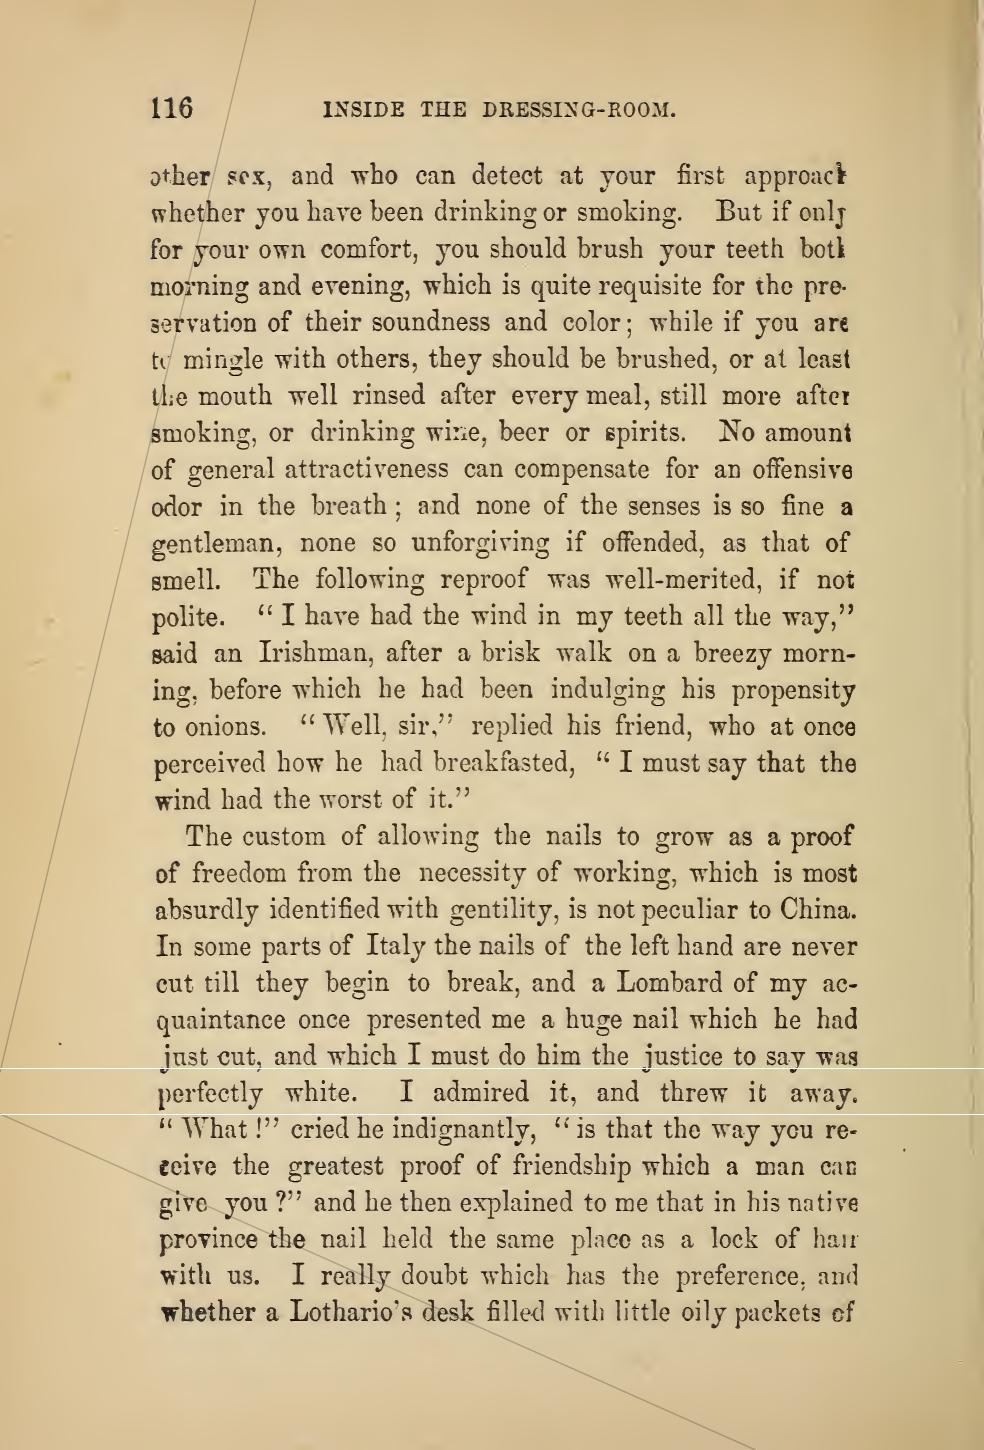 116 INSIDE THE DRESSING-ROOM.
other sex, and who can detect at your first approach
whether you have been drinking or smoking. But if only
for your own comfort, you should brush your teeth both
morning and evening, which is quite requisite for the pre-
servation of their soundness and color; while if you are
to mingle with others, they should be brushed, or at least
the mouth well rinsed after every meal, still more after
smoking, or drinking wine, beer or spirits. No amount
of general attractiveness can compensate for an offensive
odor in the breath; and none of the senses is so fine a
gentleman, none so unforgiving if offended, as that of
smell. The following reproof was well-merited, if not
polite. "I have had the wind in my teeth all the way,"
said an Irishman, after a brisk walk on a breezy morn-
ing, before which he had been indulging his propensity
to onions. "Well, sir," replied his friend, who at once
perceived how he had breakfasted, "I must say that the
wind had the worst of it."
The custom of allowing the nails to grow as a proof
of freedom from the necessity of working, which is most
absurdly identified with gentility, is not peculiar to China.
In some parts of Italy the nails of the left hand are never
cut till they begin to break, and a Lombard of my ac-
quaintance once presented me a huge nail which he had
just cut, and which I must do him the justice to say was
perfectly white. I admired it, and threw it away.
"What!" cried he indignantly, "is that the way you re-
ceive the greatest proof of friendship which a man can
give you?" and he then explained to me that in his native
province the nail held the same place as a lock of hair
with us. I really doubt which has the preference, and
whether a Lothario's desk filled with little oily packets of